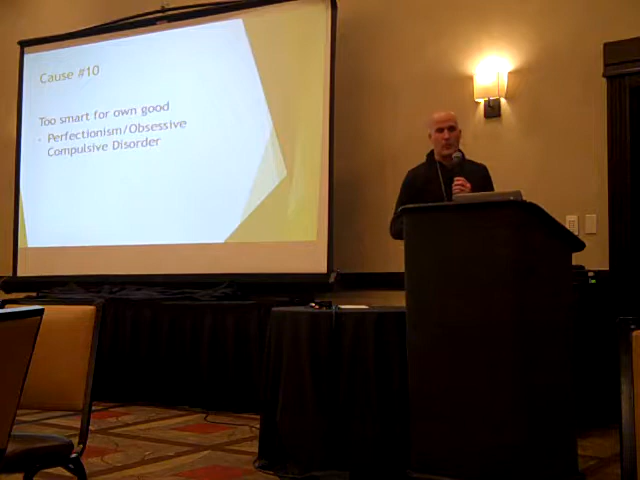 Cause #10
Too smart for own good
• Perfectionism/Obsessive
Compulsive Disorder